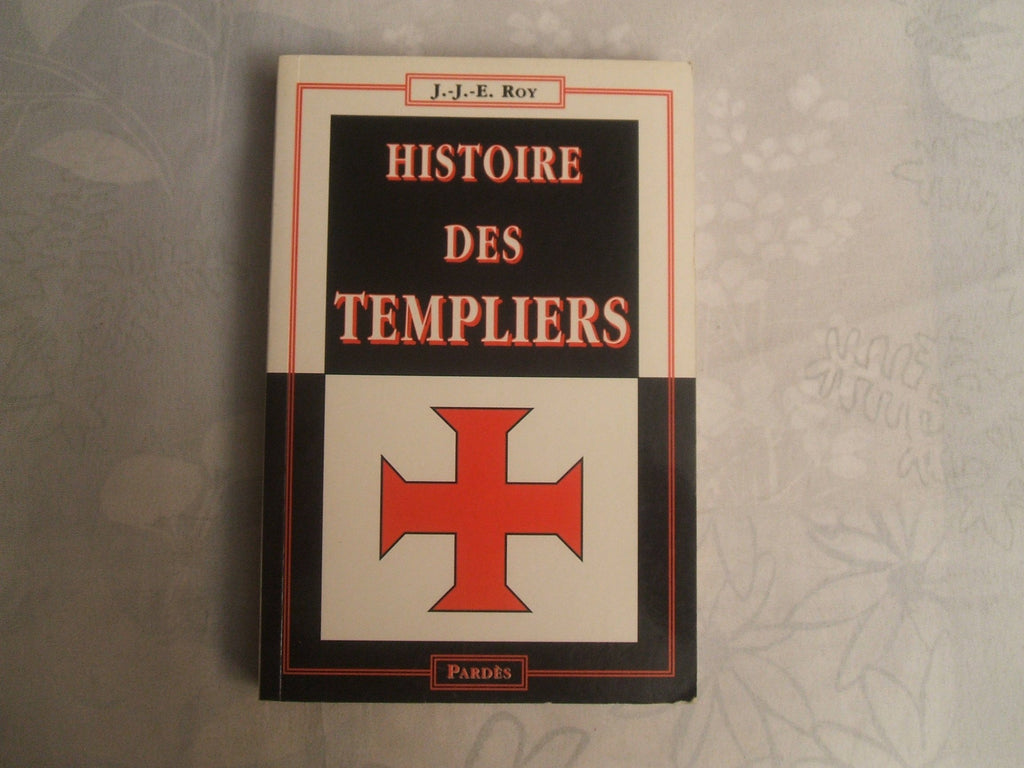 J.-J.-E. ROY
HISTOIRE
DES
TEMPLIERS
PARDÈS